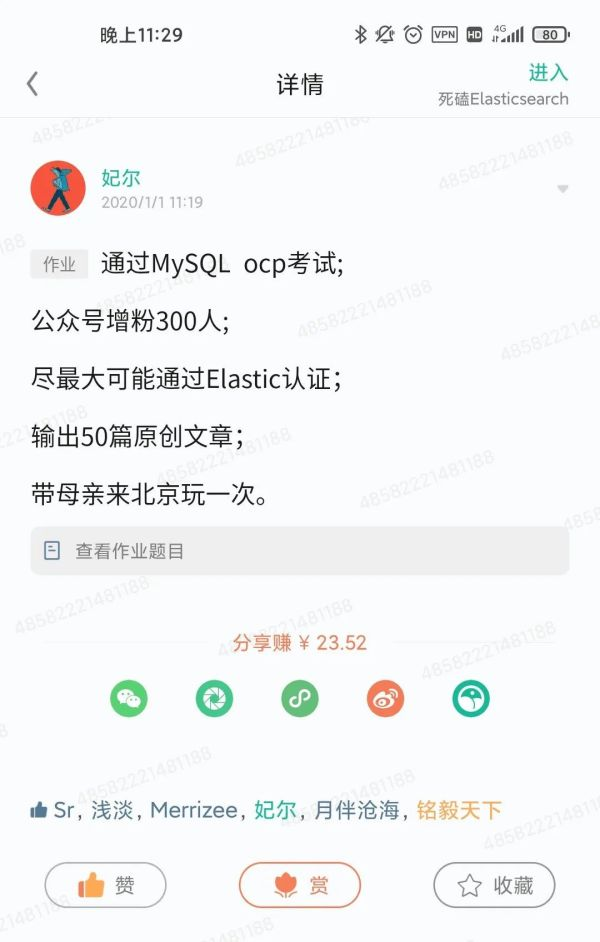 晚上11:29
VPN
HD
4G
80
详情
进入
死磕Elasticsearch
妃尔
2020/1/1 11:19
作业 通过MySQL ocp考试;
公众号增粉300人;
尽最大可能通过Elastic认证；
输出50篇原创文章；
带母亲来北京玩一次。
查看作业题目
分享赚 ¥ 23.52
Sr, 浅淡, Merrizee, 妃尔, 月伴沧海, 铭毅天下
赞
赏
收藏
48582221481188